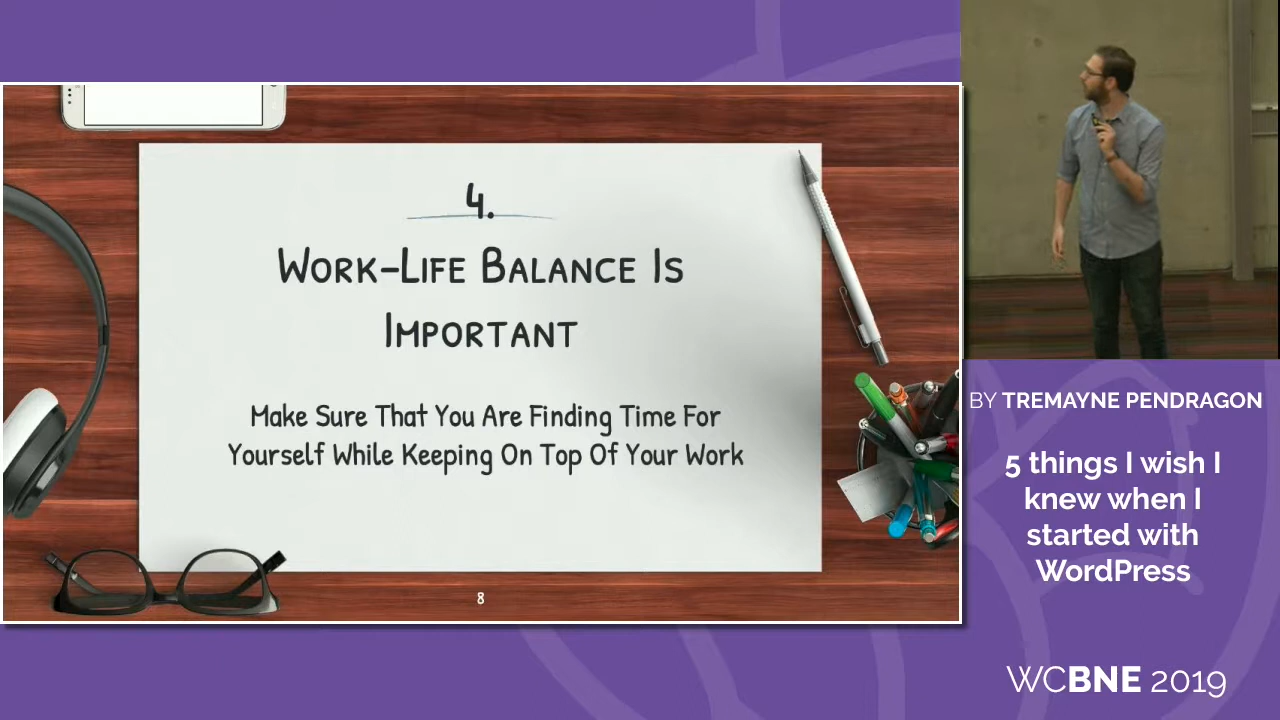 4.
Work-Life Balance Is
Important
Make Sure That You Are Finding Time For
Yourself While Keeping On Top Of Your Work
8
BY TREMAYNE PENDRAGON
5 things I wish I
knew when I
started with
WordPress
WCBNE 2019